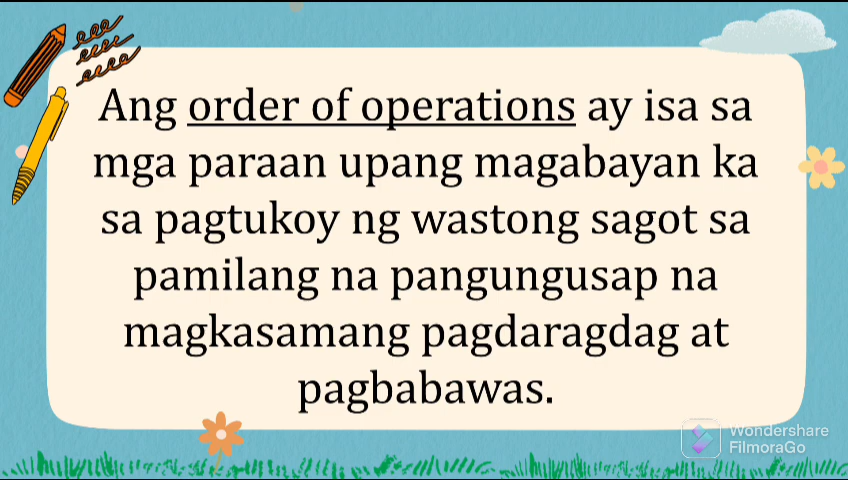 Ang order of operations ay isa sa
mga paraan upang magabayan ka
sa pagtukoy ng wastong sagot sa
pamilang na pangungusap na
magkasamang pagdaragdag at
pagbabawas.
Wondershare
FilmoraGo